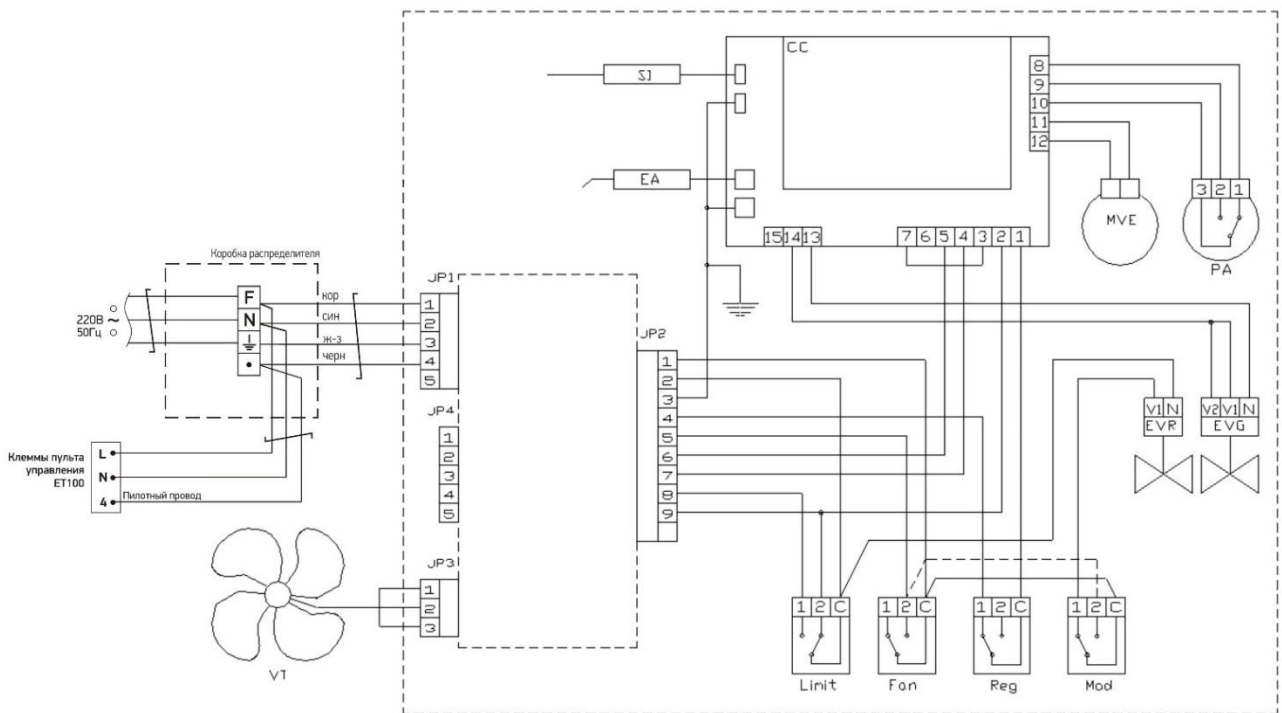 CC
SI
EA
8
9
10
11
12
3 2 1
MVE
PA
15 14 13
7 6 5 4 3 2 1
Коробка распределителя
F
N
•
220В ~
50Гц
кор
син
ж-з
черн
JP1
1
2
3
4
5
JP2
1
2
3
4
5
6
7
8
9
JP4
1
2
3
4
5
V1 N
EVR
V2 V1 N
EVG
Клеммы пульта
управления
ET100
L
N
4
Пилотный провод
JP3
1
2
3
VT
1 2 C
Limit
1 2 C
Fan
1 2 C
Reg
1 2 C
Mod